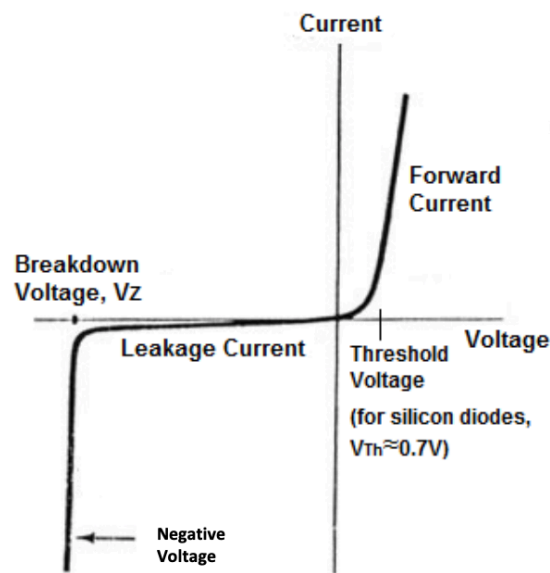 Current
Forward
Current
Breakdown
Voltage, VZ
Leakage Current
Voltage
Threshold
Voltage
(for silicon diodes,
VTh≈0.7V)
Negative
Voltage